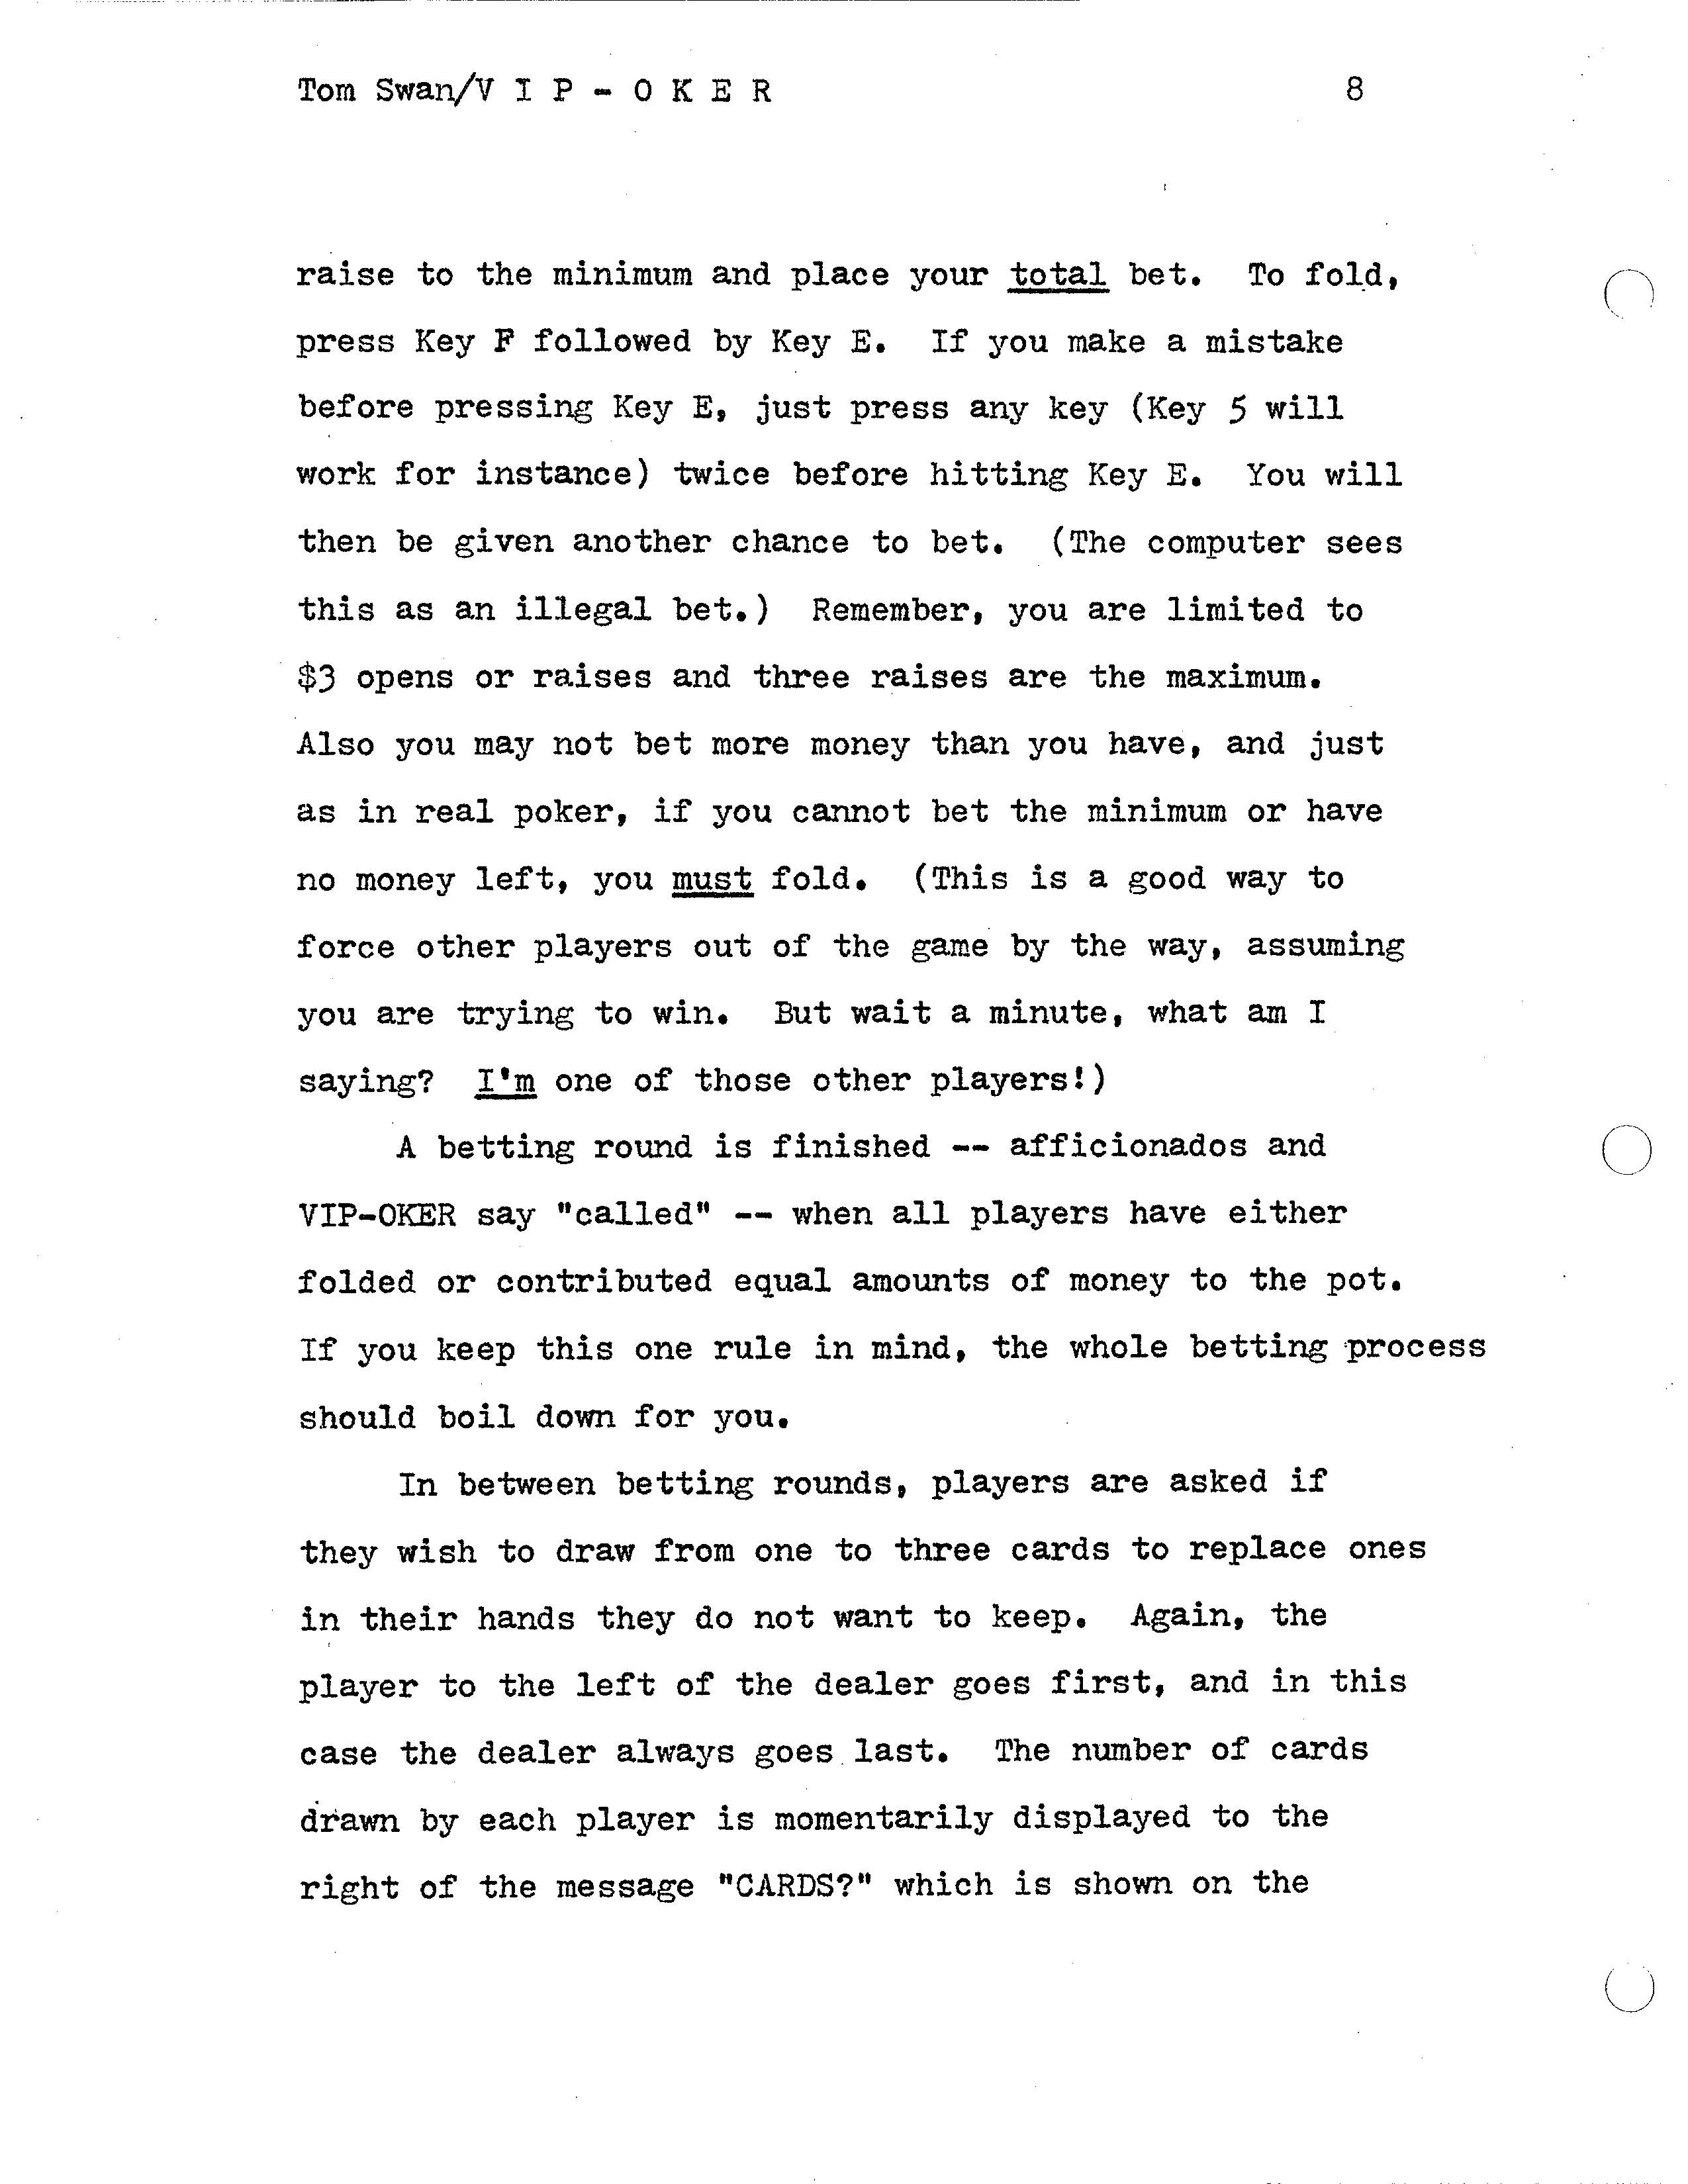 Tom Swan/V I P - O K E R 8
raise to the minimum and place your total bet. To fold,
press Key F followed by Key E. If you make a mistake
before pressing Key E, just press any key (Key 5 will
work for instance) twice before hitting Key E. You will
then be given another chance to bet. (The computer sees
this as an illegal bet.) Remember, you are limited to
$3 opens or raises and three raises are the maximum.
Also you may not bet more money than you have, and just
as in real poker, if you cannot bet the minimum or have
no money left, you must fold. (This is a good way to
force other players out of the game by the way, assuming
you are trying to win. But wait a minute, what am I
saying? I'm one of those other players!)
A betting round is finished -- afficionados and
VIP-OKER say "called" -- when all players have either
folded or contributed equal amounts of money to the pot.
If you keep this one rule in mind, the whole betting process
should boil down for you.
In between betting rounds, players are asked if
they wish to draw from one to three cards to replace ones
in their hands they do not want to keep. Again, the
player to the left of the dealer goes first, and in this
case the dealer always goes last. The number of cards
drawn by each player is momentarily displayed to the
right of the message "CARDS?" which is shown on the